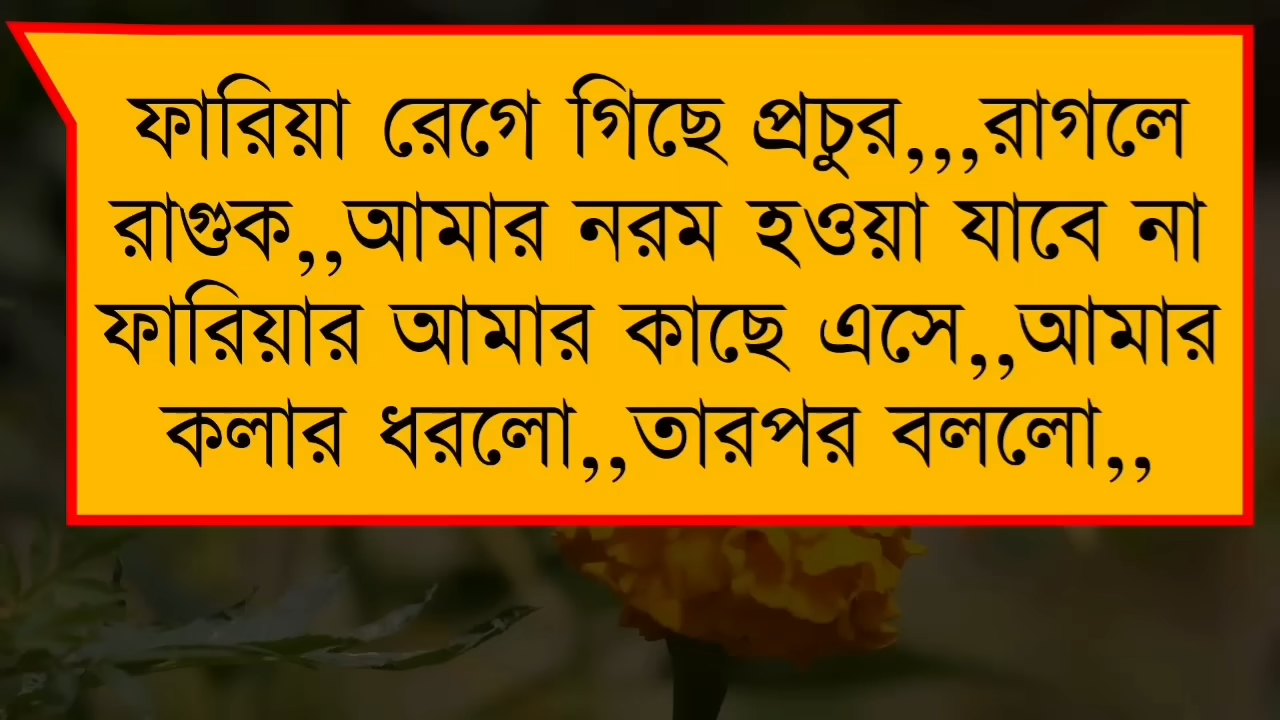 ফারিয়া রেগে গিছে প্রচুর,,,রাগলে
রাগুক,,আমার নরম হওয়া যাবে না
ফারিয়ার আমার কাছে এসে,,আমার
কলার ধরলো,,তারপর বললো,,